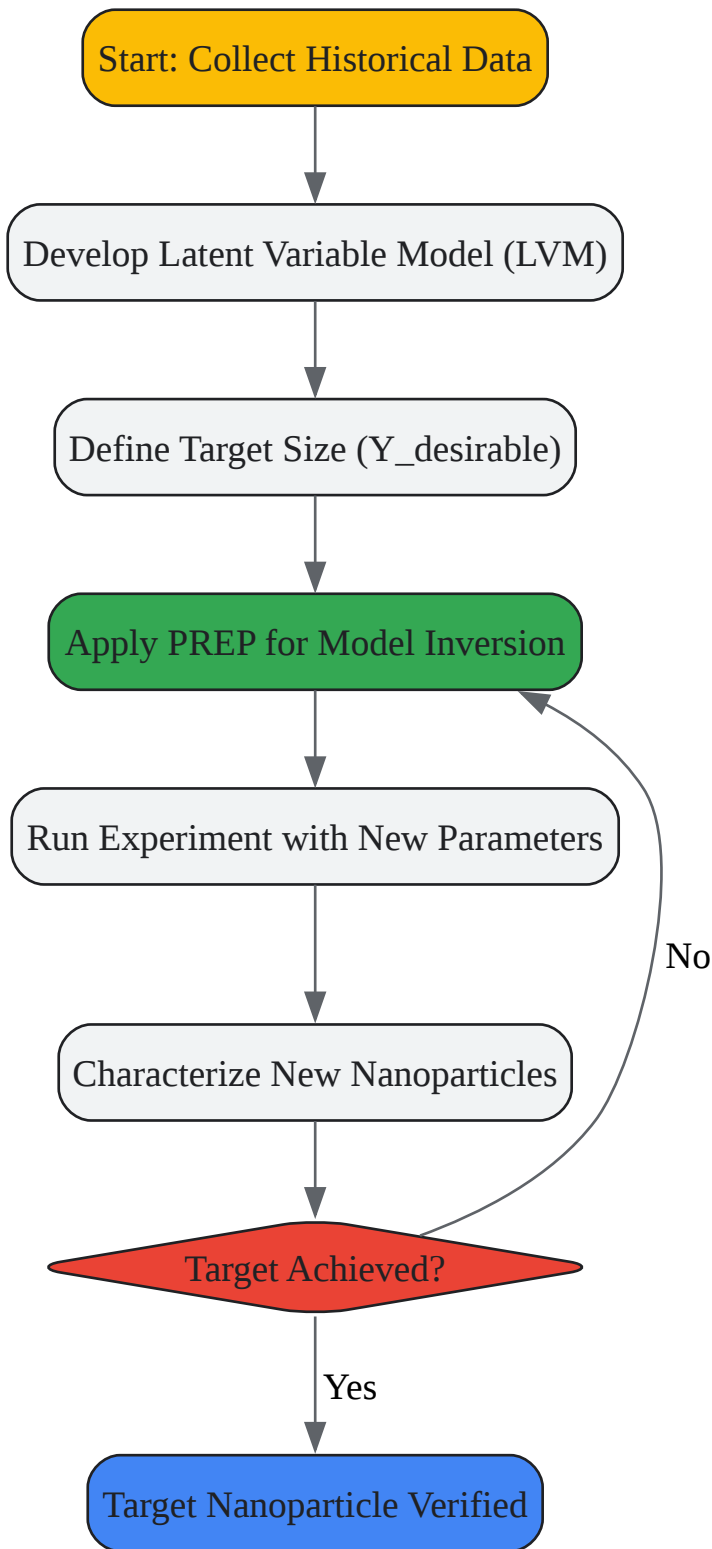 Start: Collect Historical Data
Develop Latent Variable Model (LVM)
Define Target Size (Y_desirable)
Apply PREP for Model Inversion
Run Experiment with New Parameters
No
Characterize New Nanoparticles
Target Achieved?
Yes
Target Nanoparticle Verified